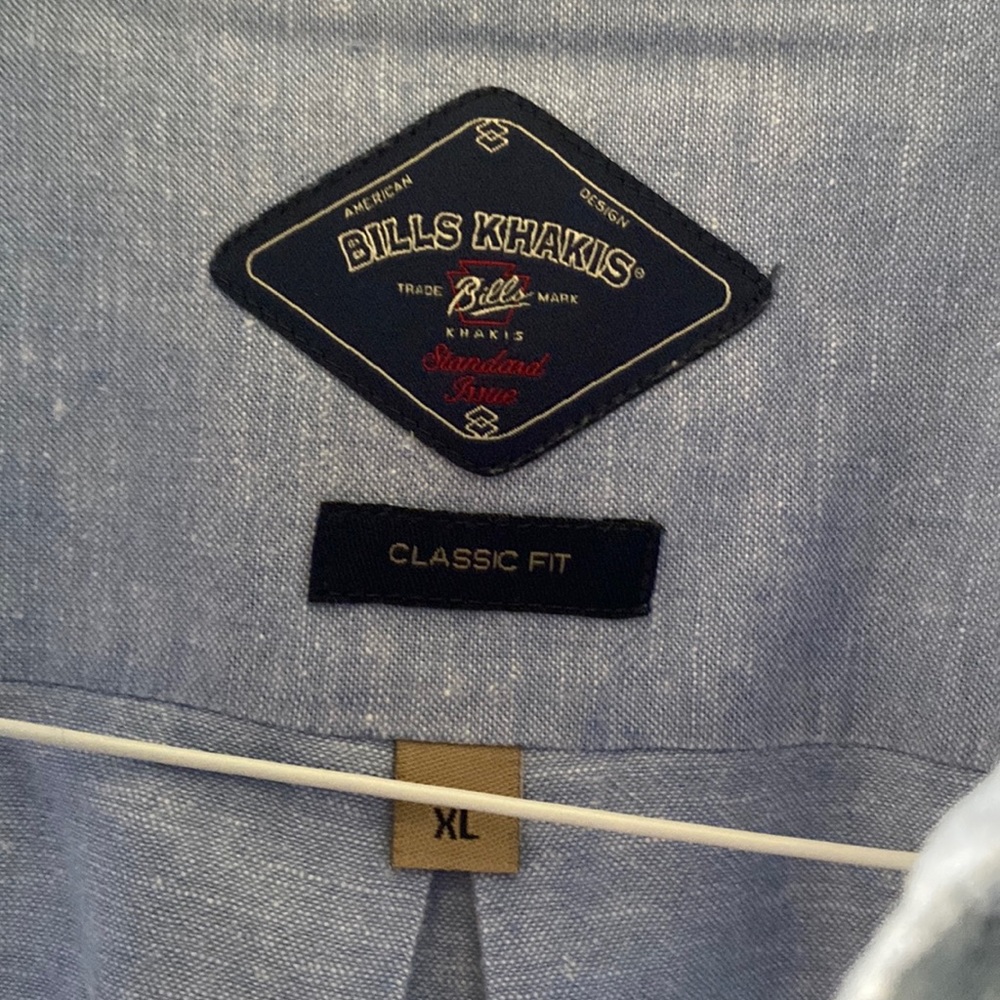 AMERICAN DESIGN
BILLS KHAKIS®
TRADE Bills MARK
KHAKIS
Standard
Issue
CLASSIC FIT
XL